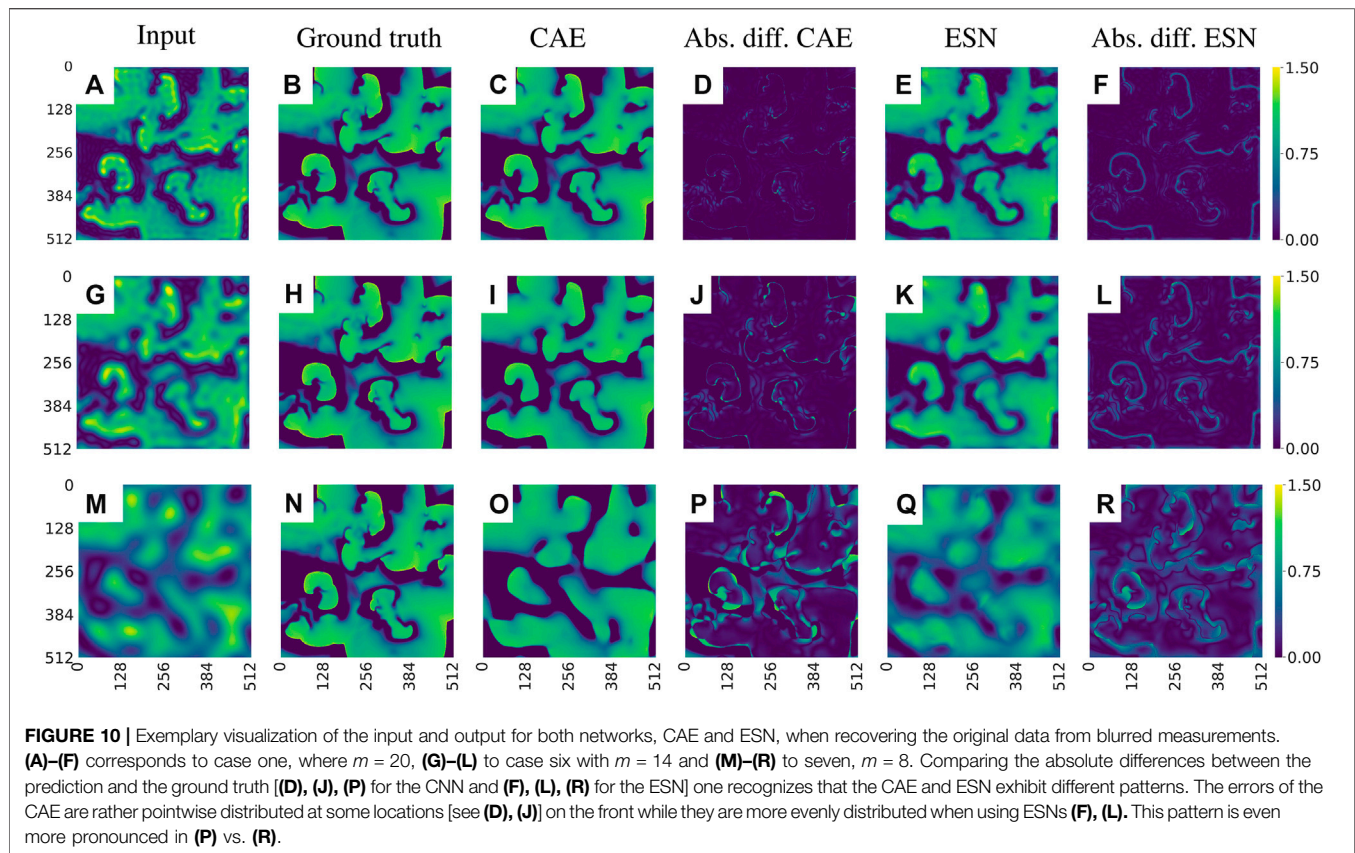 Input Ground truth CAE Abs. diff. CAE ESN Abs. diff. ESN
A B C D E F
0
128
256
384
512
1.50
0.75
0.00
G H I J K L
0
128
256
384
512
1.50
0.75
0.00
M N O P Q R
0
128
256
384
512
1.50
0.75
0.00
0 128 256 384 512 0 128 256 384 512 0 128 256 384 512 0 128 256 384 512 0 128 256 384 512 0 128 256 384 512
FIGURE 10 | Exemplary visualization of the input and output for both networks, CAE and ESN, when recovering the original data from blurred measurements.
(A)–(F) corresponds to case one, where m = 20, (G)–(L) to case six with m = 14 and (M)–(R) to seven, m = 8. Comparing the absolute differences between the
prediction and the ground truth [(D), (J), (P) for the CNN and (F), (L), (R) for the ESN] one recognizes that the CAE and ESN exhibit different patterns. The errors of the
CAE are rather pointwise distributed at some locations [see (D), (J)] on the front while they are more evenly distributed when using ESNs (F), (L). This pattern is even
more pronounced in (P) vs. (R).